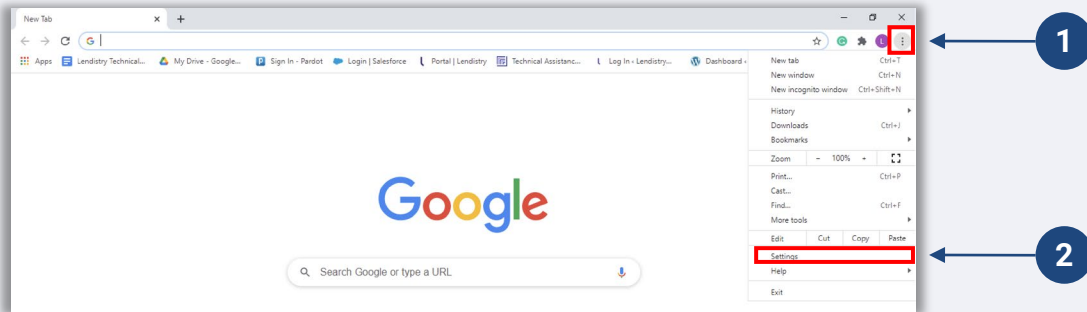 New Tab
1
Apps Lendistry Technical... My Drive - Google... Sign In - Pardot Login | Salesforce Portal | Lendistry Technical Assistanc... Log In ‹ Lendistry... Dashboard ‹
New tab Ctrl+T
New window Ctrl+N
New incognito window Ctrl+Shift+N
History
Downloads Ctrl+J
Bookmarks
Zoom - 100% +
Print... Ctrl+P
Cast...
Find... Ctrl+F
More tools
Edit Cut Copy Paste
Settings
2
Help
Exit
Google
Search Google or type a URL